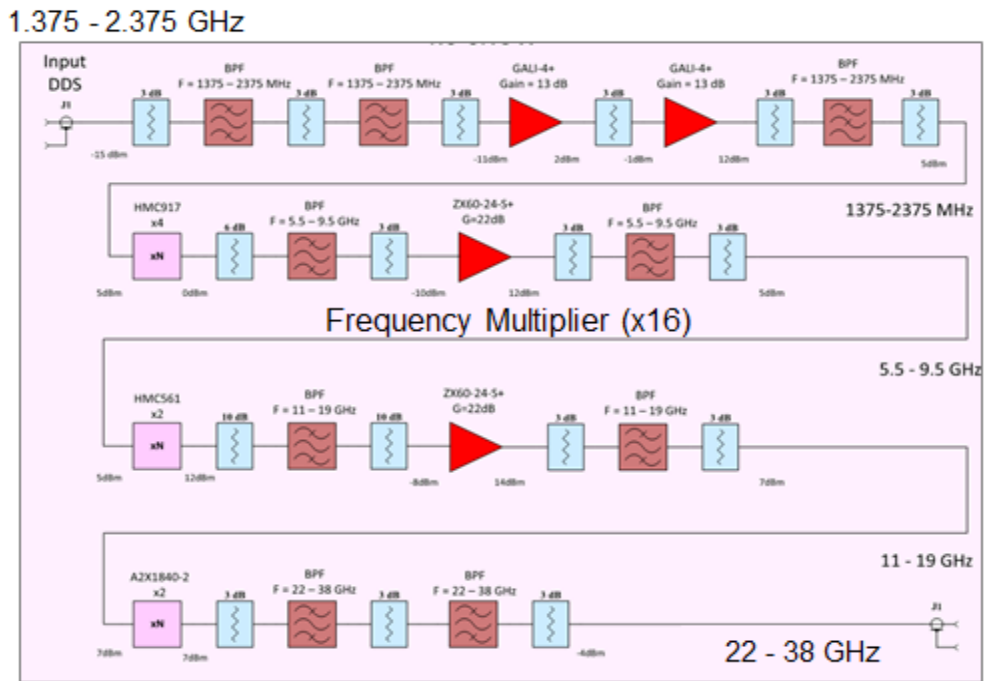 1.375 - 2.375 GHz
Input
DDS
J1
-15 dBm
3 dB
BPF
F = 1375 – 2375 MHz
3 dB
BPF
F = 1375 – 2375 MHz
3 dB
-11dBm
GALI-4+
Gain = 13 dB
2dBm
3 dB
-1dBm
GALI-4+
Gain = 13 dB
12dBm
3 dB
BPF
F = 1375 – 2375 MHz
3 dB
5dBm
1375-2375 MHz
HMC917
x4
xN
5dBm
0dBm
6 dB
BPF
F = 5.5 – 9.5 GHz
3 dB
-10dBm
ZX60-24-S+
G=22dB
12dBm
3 dB
BPF
F = 5.5 – 9.5 GHz
3 dB
5dBm
Frequency Multiplier (x16)
5.5 - 9.5 GHz
HMC561
x2
xN
5dBm
12dBm
10 dB
BPF
F = 11 – 19 GHz
10 dB
-8dBm
ZX60-24-S+
G=22dB
14dBm
3 dB
BPF
F = 11 – 19 GHz
3 dB
7dBm
11 - 19 GHz
A2X1840-2
x2
xN
7dBm
7dBm
3 dB
BPF
F = 22 – 38 GHz
3 dB
BPF
F = 22 – 38 GHz
3 dB
-4dBm
22 - 38 GHz
J1